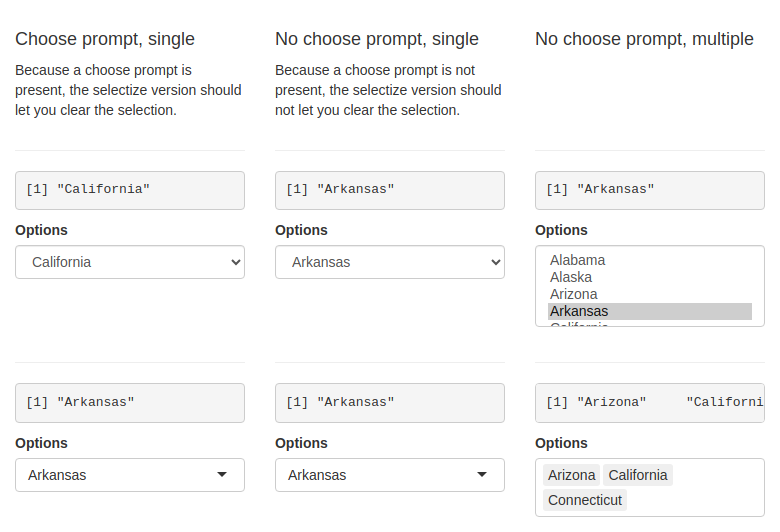 Choose prompt, single
Because a choose prompt is
present, the selectize version should
let you clear the selection.
[1] "California"
Options
California
[1] "Arkansas"
Options
Arkansas
No choose prompt, single
Because a choose prompt is not
present, the selectize version should
not let you clear the selection.
[1] "Arkansas"
Options
Arkansas
[1] "Arkansas"
Options
Arkansas
No choose prompt, multiple
[1] "Arkansas"
Options
Alabama
Alaska
Arizona
Arkansas
California
[1] "Arizona" "Californi
Options
Arizona California
Connecticut